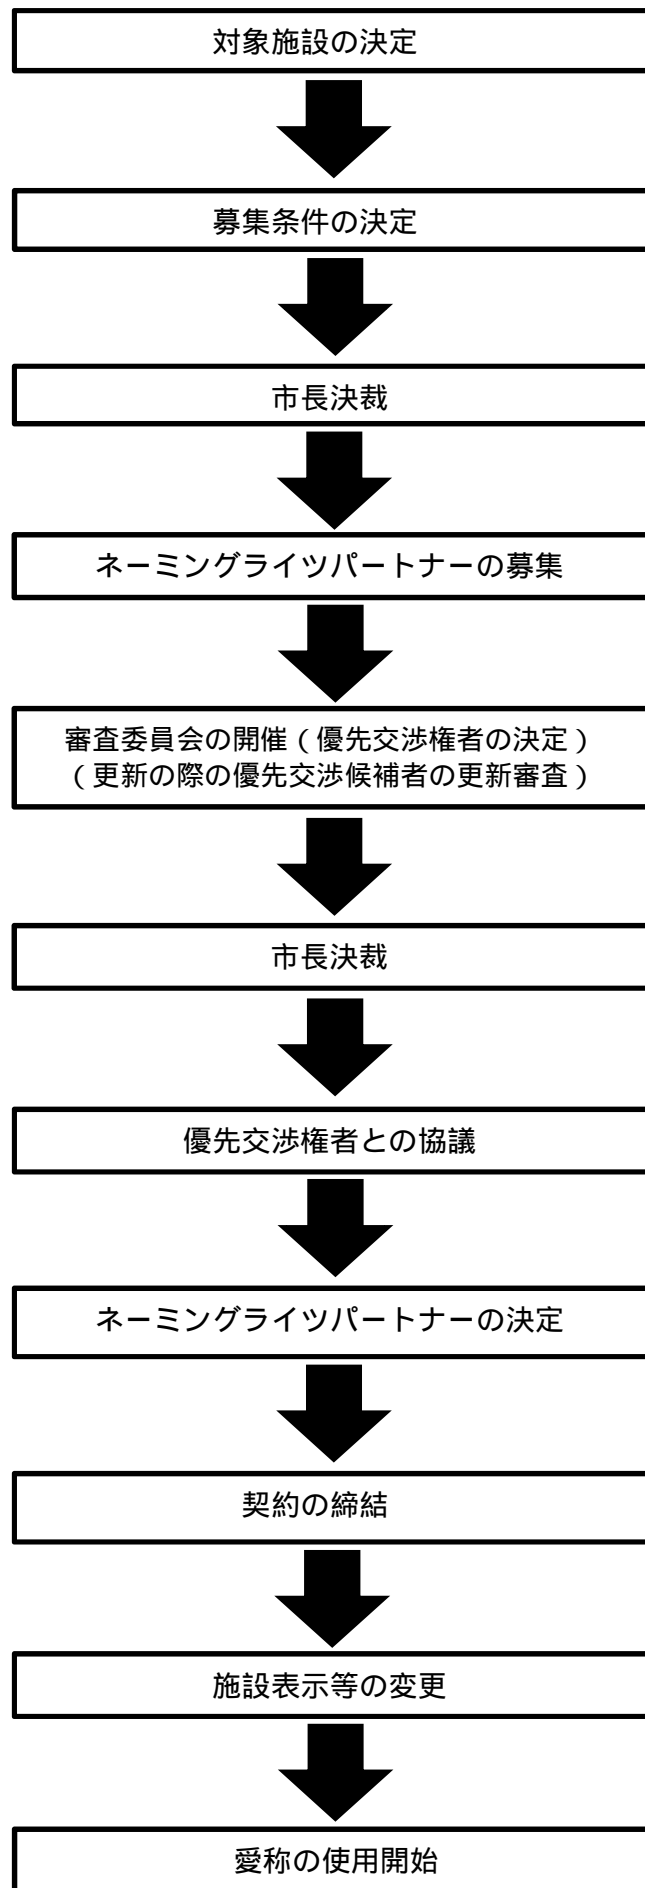 対象施設の決定
募集条件の決定
市長決裁
ネーミングライツパートナーの募集
審査委員会の開催（優先交渉権者の決定）
（更新の際の優先交渉候補者の更新審査）
市長決裁
優先交渉権者との協議
ネーミングライツパートナーの決定
契約の締結
施設表示等の変更
愛称の使用開始